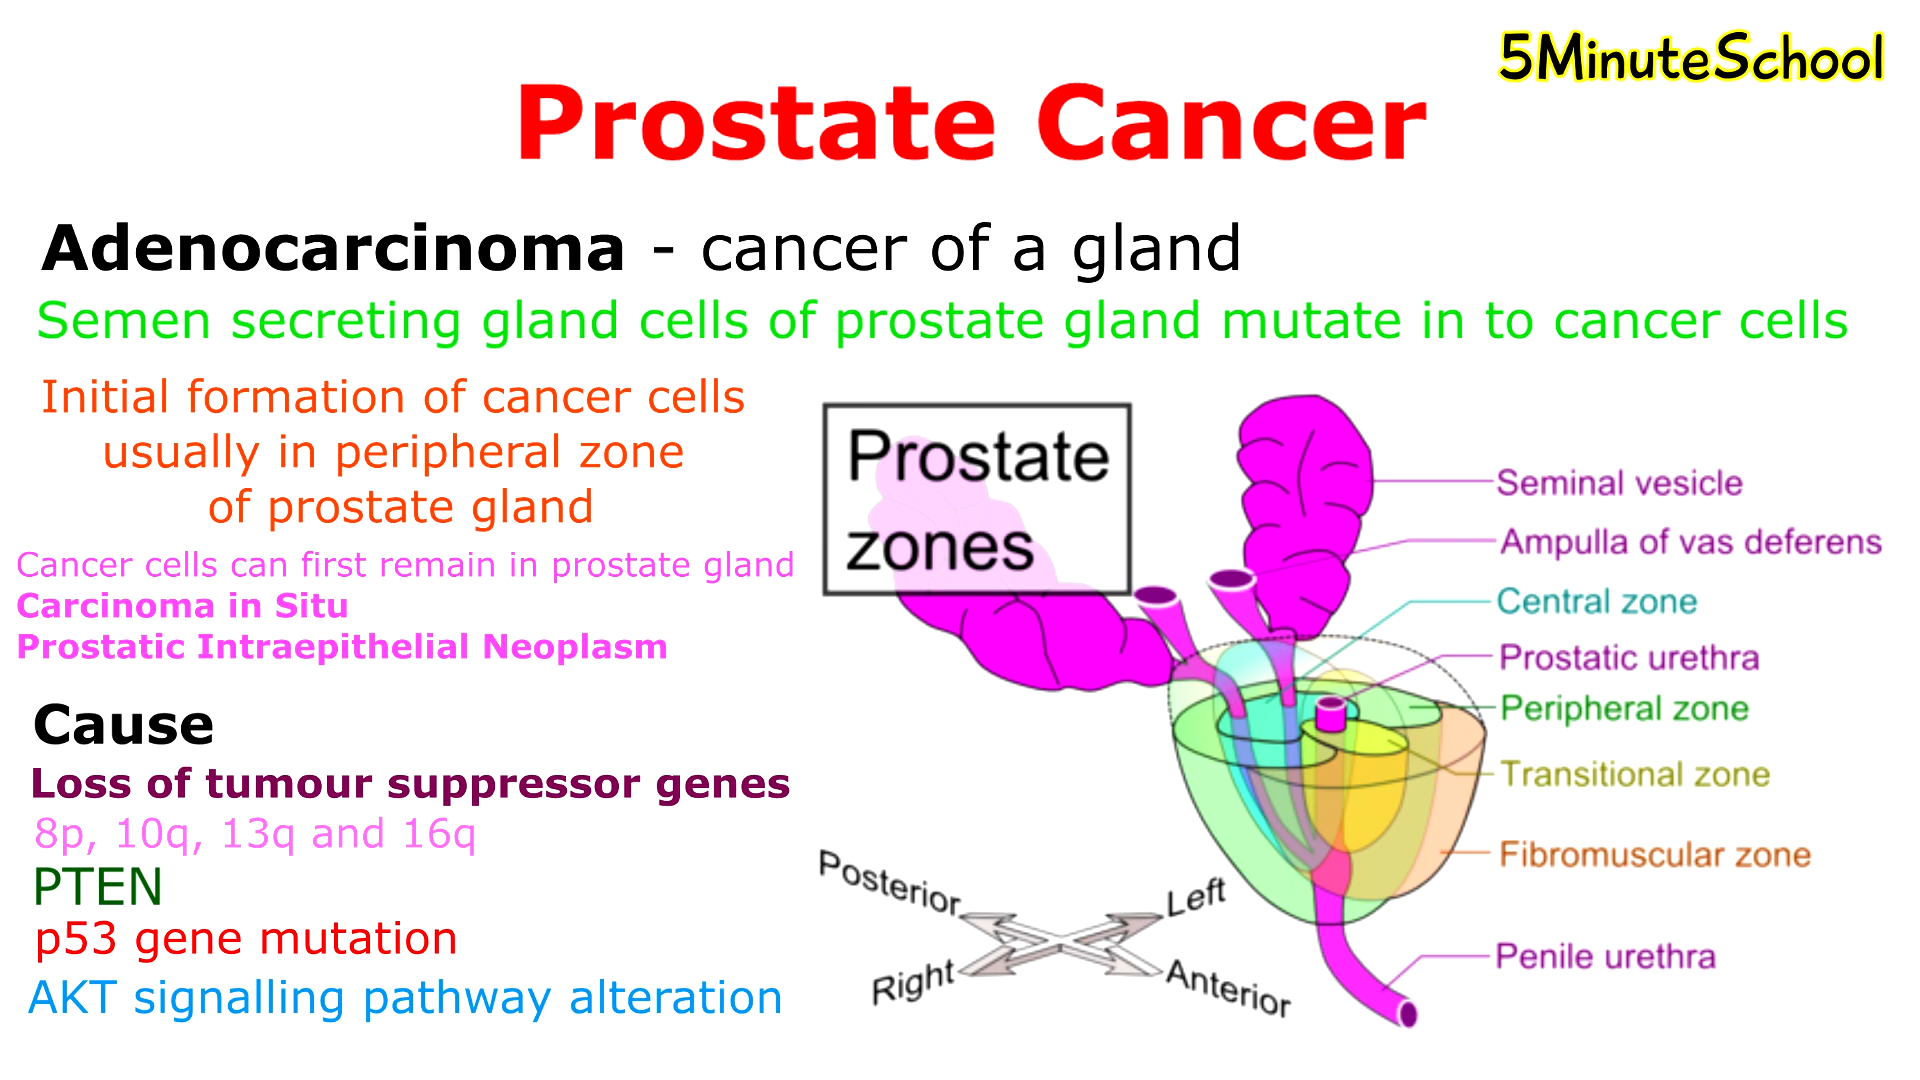 5MinuteSchool
Prostate Cancer
Adenocarcinoma - cancer of a gland
Semen secreting gland cells of prostate gland mutate in to cancer cells
Initial formation of cancer cells
usually in peripheral zone
of prostate gland
Cancer cells can first remain in prostate gland
Carcinoma in Situ
Prostatic Intraepithelial Neoplasm
Cause
Loss of tumour suppressor genes
8p, 10q, 13q and 16q
PTEN
p53 gene mutation
AKT signalling pathway alteration
Prostate
zones
Seminal vesicle
Ampulla of vas deferens
Central zone
Prostatic urethra
Peripheral zone
Transitional zone
Fibromuscular zone
Penile urethra
Posterior
Left
Right
Anterior